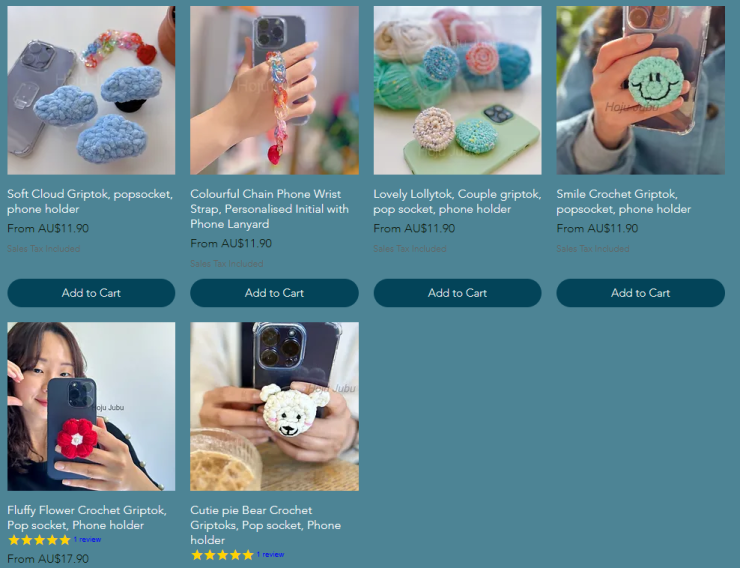 Hoju Jubu
Soft Cloud Griptok, popsocket,
phone holder
From AU$11.90
Sales Tax Included
Add to Cart
Colourful Chain Phone Wrist
Strap, Personalised Initial with
Phone Lanyard
From AU$11.90
Sales Tax Included
Add to Cart
Lovely Lollytok, Couple griptok,
pop socket, phone holder
From AU$11.90
Sales Tax Included
Add to Cart
Smile Crochet Griptok,
popsocket, phone holder
From AU$11.90
Sales Tax Included
Add to Cart
Hoju Jubu
Fluffy Flower Crochet Griptok,
Pop socket, Phone holder
1 review
From AU$17.90
Hoju Jubu
Cutie pie Bear Crochet
Griptoks, Pop socket, Phone
holder
1 review